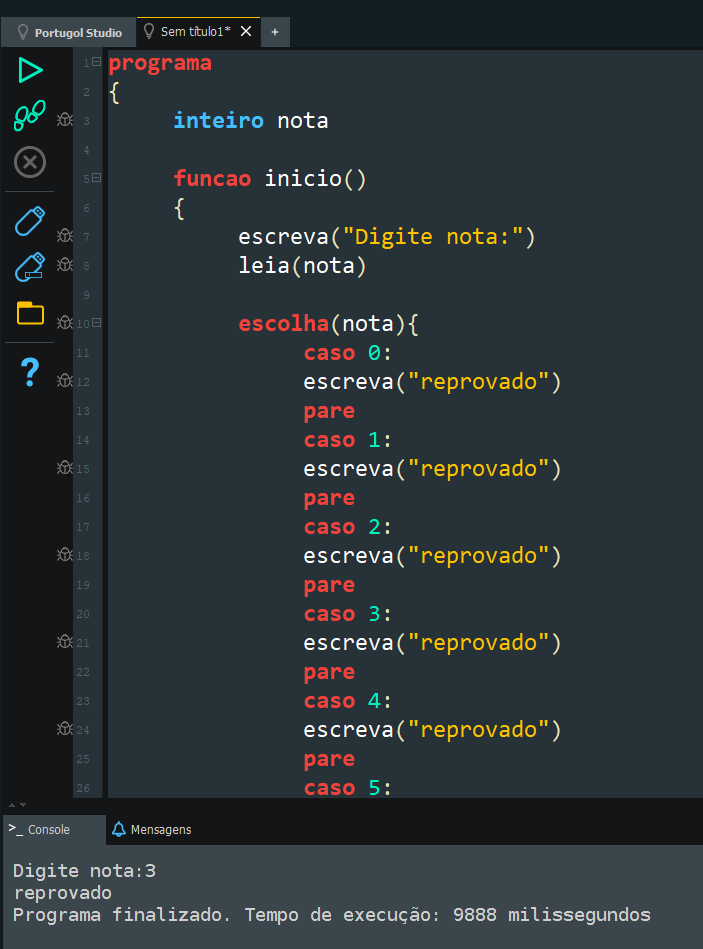 Portugol Studio
Sem título1*
+
1 programa
2 {
3 inteiro nota
4
5 funcao inicio()
6 {
7 escreva("Digite nota:")
8 leia(nota)
9
10 escolha(nota){
11 caso 0:
12 escreva("reprovado")
13 pare
14 caso 1:
15 escreva("reprovado")
16 pare
17 caso 2:
18 escreva("reprovado")
19 pare
20 caso 3:
21 escreva("reprovado")
22 pare
23 caso 4:
24 escreva("reprovado")
25 pare
26 caso 5:
?
>_ Console
Mensagens
Digite nota:3
reprovado
Programa finalizado. Tempo de execução: 9888 milissegundos